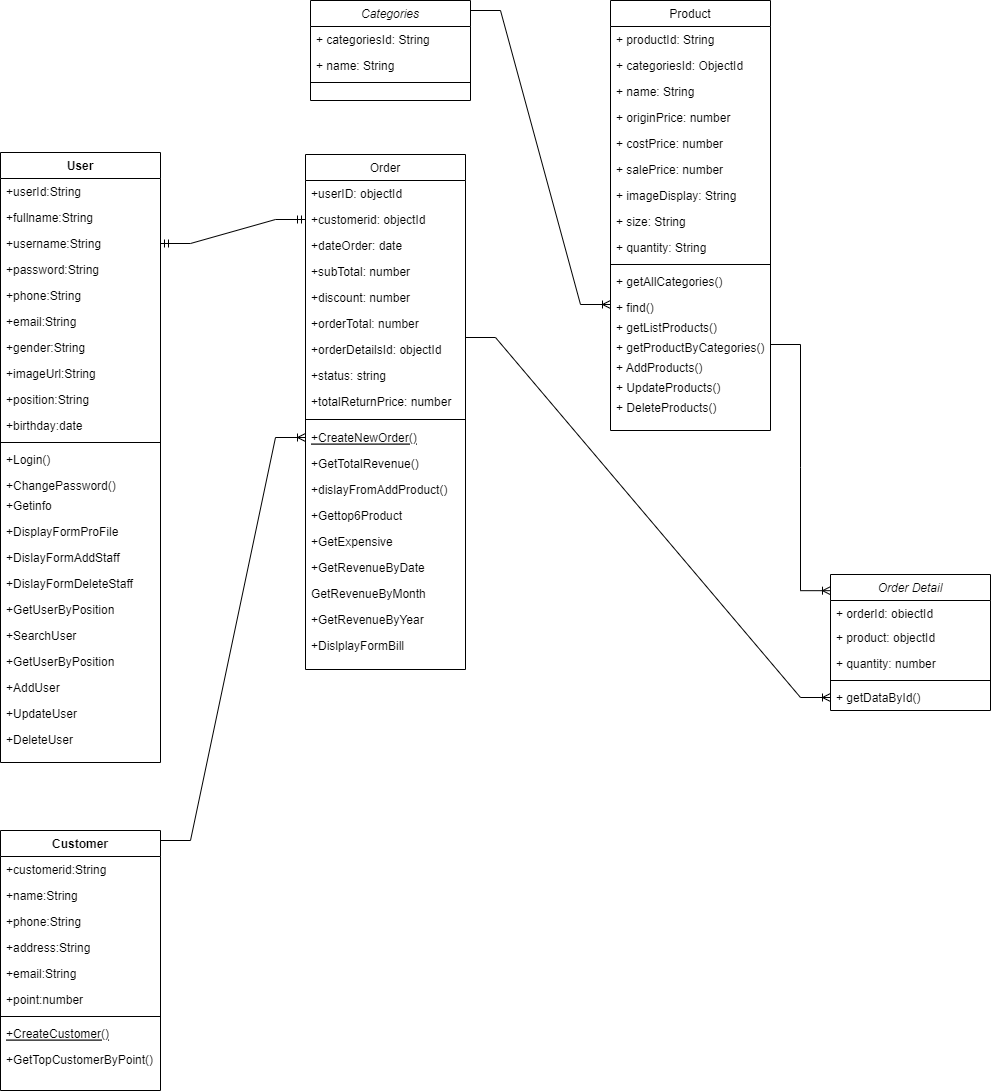 Categories
+ categoriesId: String
+ name: String
Product
+ productId: String
+ categoriesId: ObjectId
+ name: String
+ originPrice: number
+ costPrice: number
+ salePrice: number
+ imageDisplay: String
+ size: String
+ quantity: String
+ getAllCategories()
+ find()
+ getListProducts()
+ getProductByCategories()
+ AddProducts()
+ UpdateProducts()
+ DeleteProducts()
User
+userId:String
+fullname:String
+username:String
+password:String
+phone:String
+email:String
+gender:String
+imageUrl:String
+position:String
+birthday:date
+Login()
+ChangePassword()
+Getinfo
+DisplayFormProFile
+DislayFormAddStaff
+DislayFormDeleteStaff
+GetUserByPosition
+SearchUser
+GetUserByPosition
+AddUser
+UpdateUser
+DeleteUser
Order
+userID: objectId
+customerid: objectId
+dateOrder: date
+subTotal: number
+discount: number
+orderTotal: number
+orderDetailsId: objectId
+status: string
+totalReturnPrice: number
+CreateNewOrder()
+GetTotalRevenue()
+dislayFromAddProduct()
+Gettop6Product
+GetExpensive
+GetRevenueByDate
GetRevenueByMonth
+GetRevenueByYear
+DislplayFormBill
Order Detail
+ orderId: obiectId
+ product: objectId
+ quantity: number
+ getDataById()
Customer
+customerid:String
+name:String
+phone:String
+address:String
+email:String
+point:number
+CreateCustomer()
+GetTopCustomerByPoint()